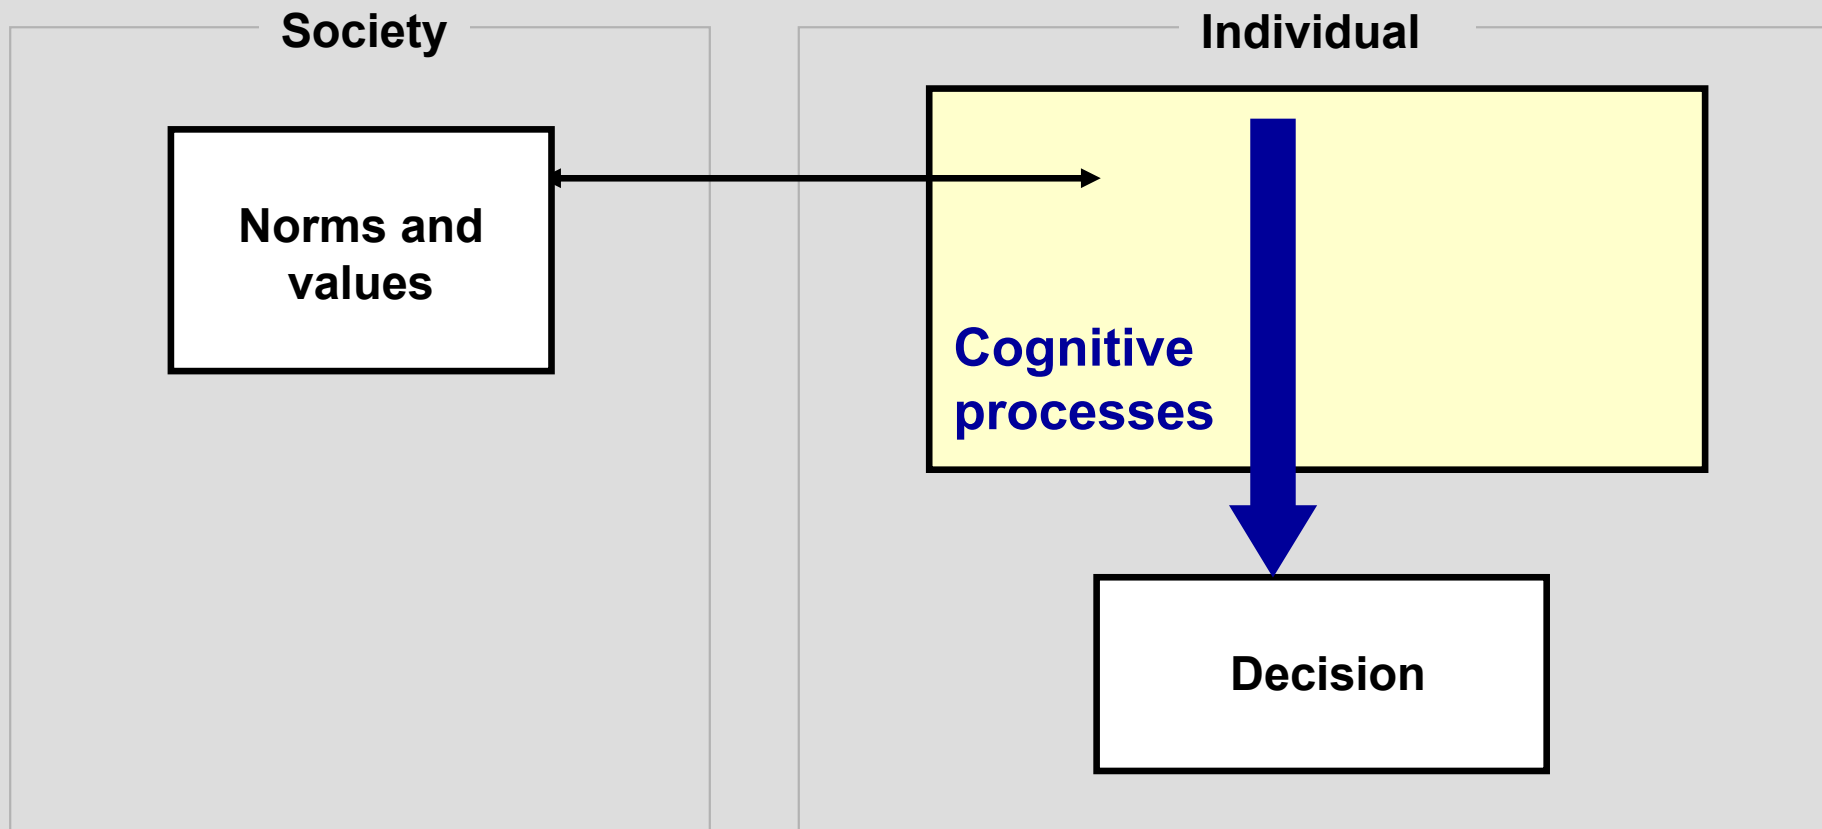 Society
Individual
Norms and
values
Cognitive
processes
Decision